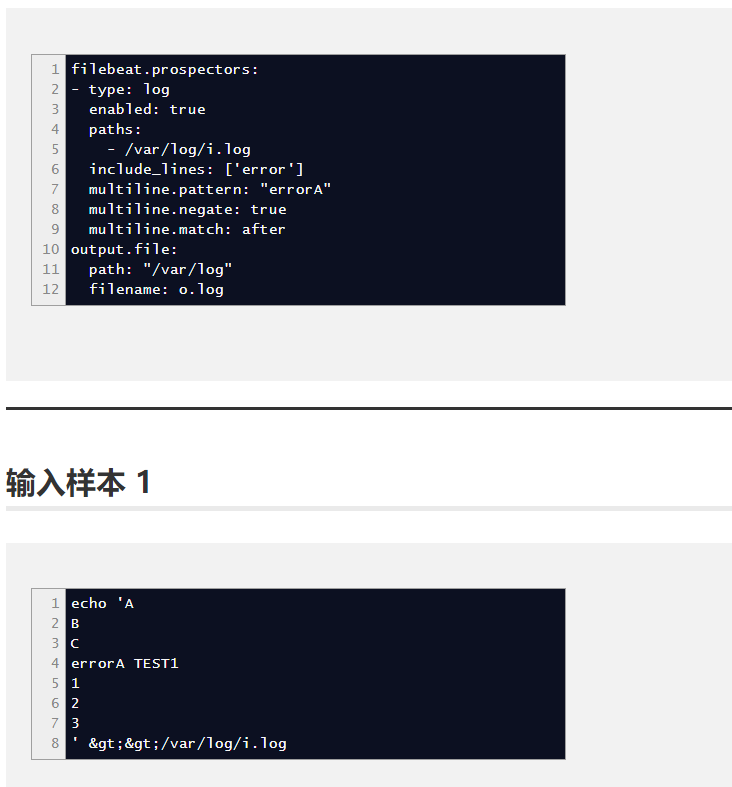 1 filebeat.prospectors:
2 - type: log
3   enabled: true
4   paths:
5     - /var/log/i.log
6   include_lines: ['error']
7   multiline.pattern: "errorA"
8   multiline.negate: true
9   multiline.match: after
10 output.file:
11   path: "/var/log"
12   filename: o.log
输入样本 1
1 echo 'A
2 B
3 C
4 errorA TEST1
5 1
6 2
7 3
8 ' &gt;&gt;/var/log/i.log